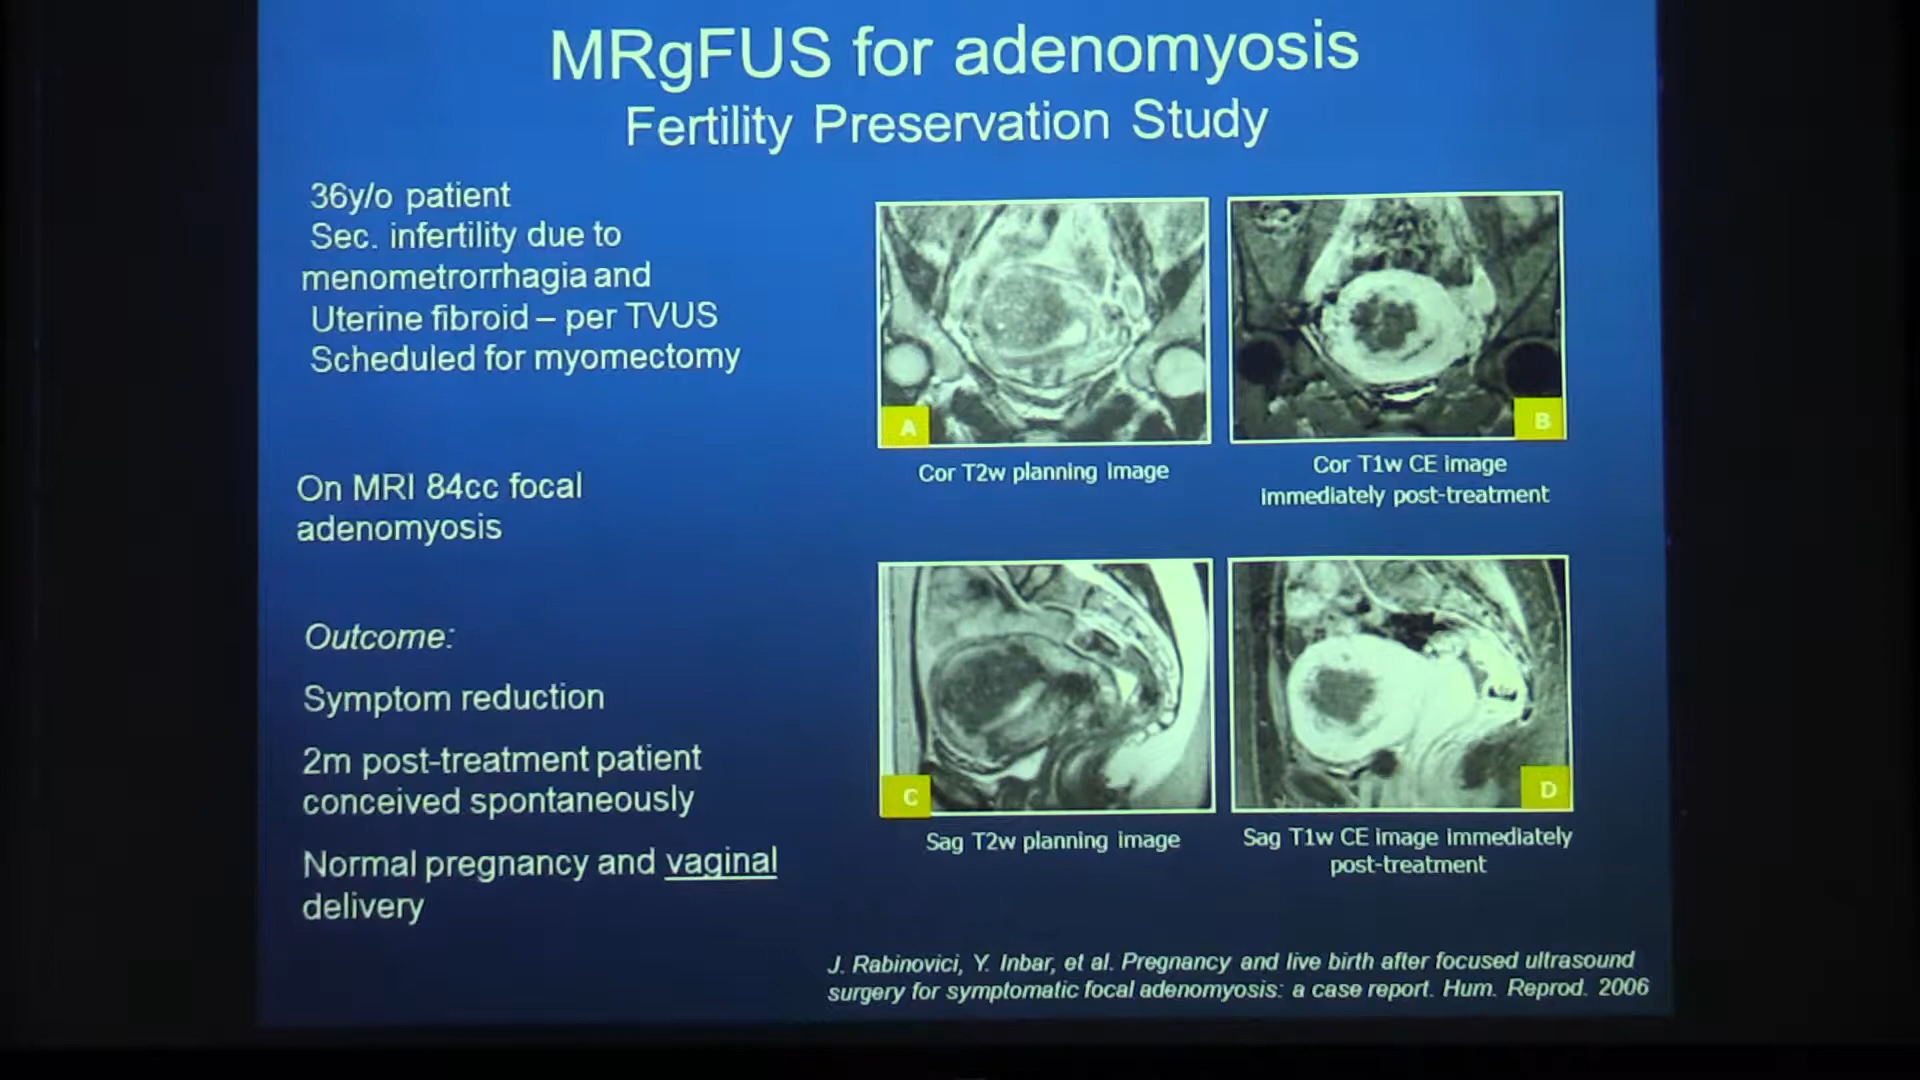 MRgFUS for adenomyosis
Fertility Preservation Study
36y/o patient
Sec. infertility due to
menometrorrhagia and
Uterine fibroid – per TVUS
Scheduled for myomectomy
On MRI 84cc focal
adenomyosis
Outcome:
Symptom reduction
2m post-treatment patient
conceived spontaneously
Normal pregnancy and vaginal
delivery
A
Cor T2w planning image
B
Cor T1w CE image
immediately post-treatment
C
Sag T2w planning image
D
Sag T1w CE image immediately
post-treatment
J. Rabinovici, Y. Inbar, et al. Pregnancy and live birth after focused ultrasound
surgery for symptomatic focal adenomyosis: a case report. Hum. Reprod. 2006